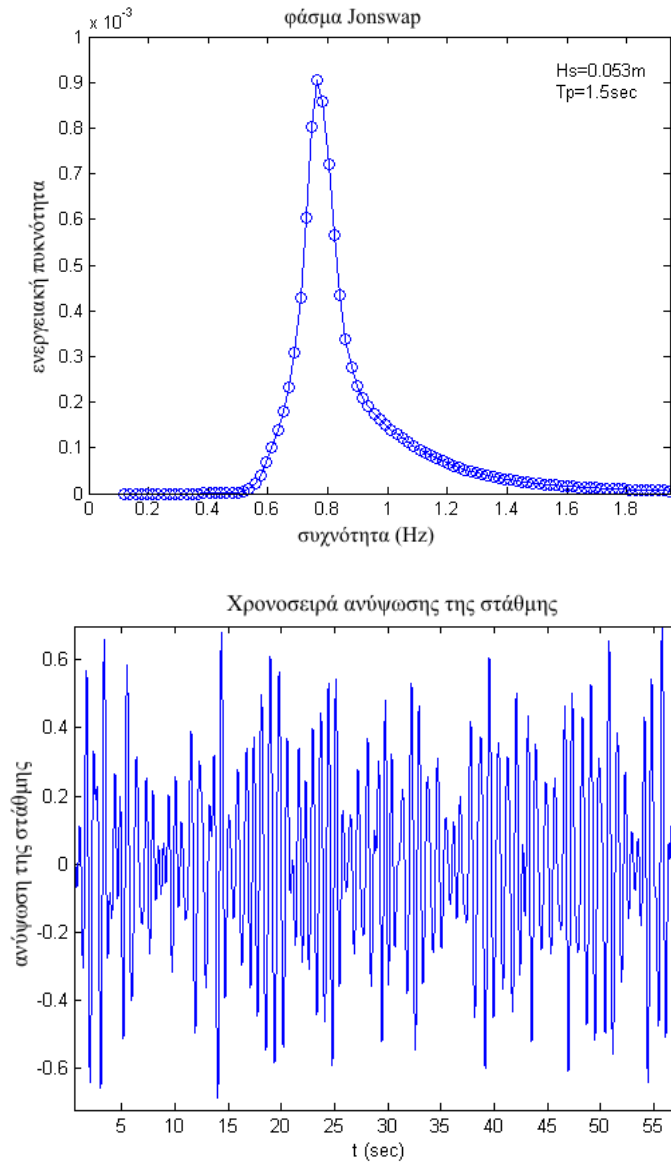 φάσμα Jonswap
x 10⁻³
1
0.9
0.8
0.7
0.6
0.5
0.4
0.3
0.2
0.1
0
ενεργειακή πυκνότητα
Hs=0.053m
Tp=1.5sec
0 0.2 0.4 0.6 0.8 1 1.2 1.4 1.6 1.8
συχνότητα (Hz)
Χρονοσειρά ανύψωσης της στάθμης
0.6
0.4
0.2
0
-0.2
-0.4
-0.6
ανύψωση της στάθμης
5 10 15 20 25 30 35 40 45 50 55
t (sec)